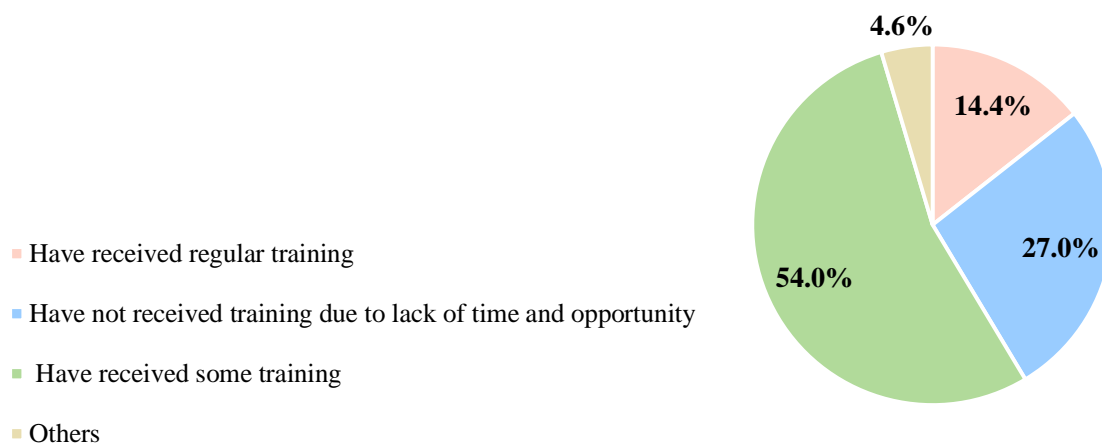 4.6%
14.4%
27.0%
54.0%
Have received regular training
Have not received training due to lack of time and opportunity
Have received some training
Others